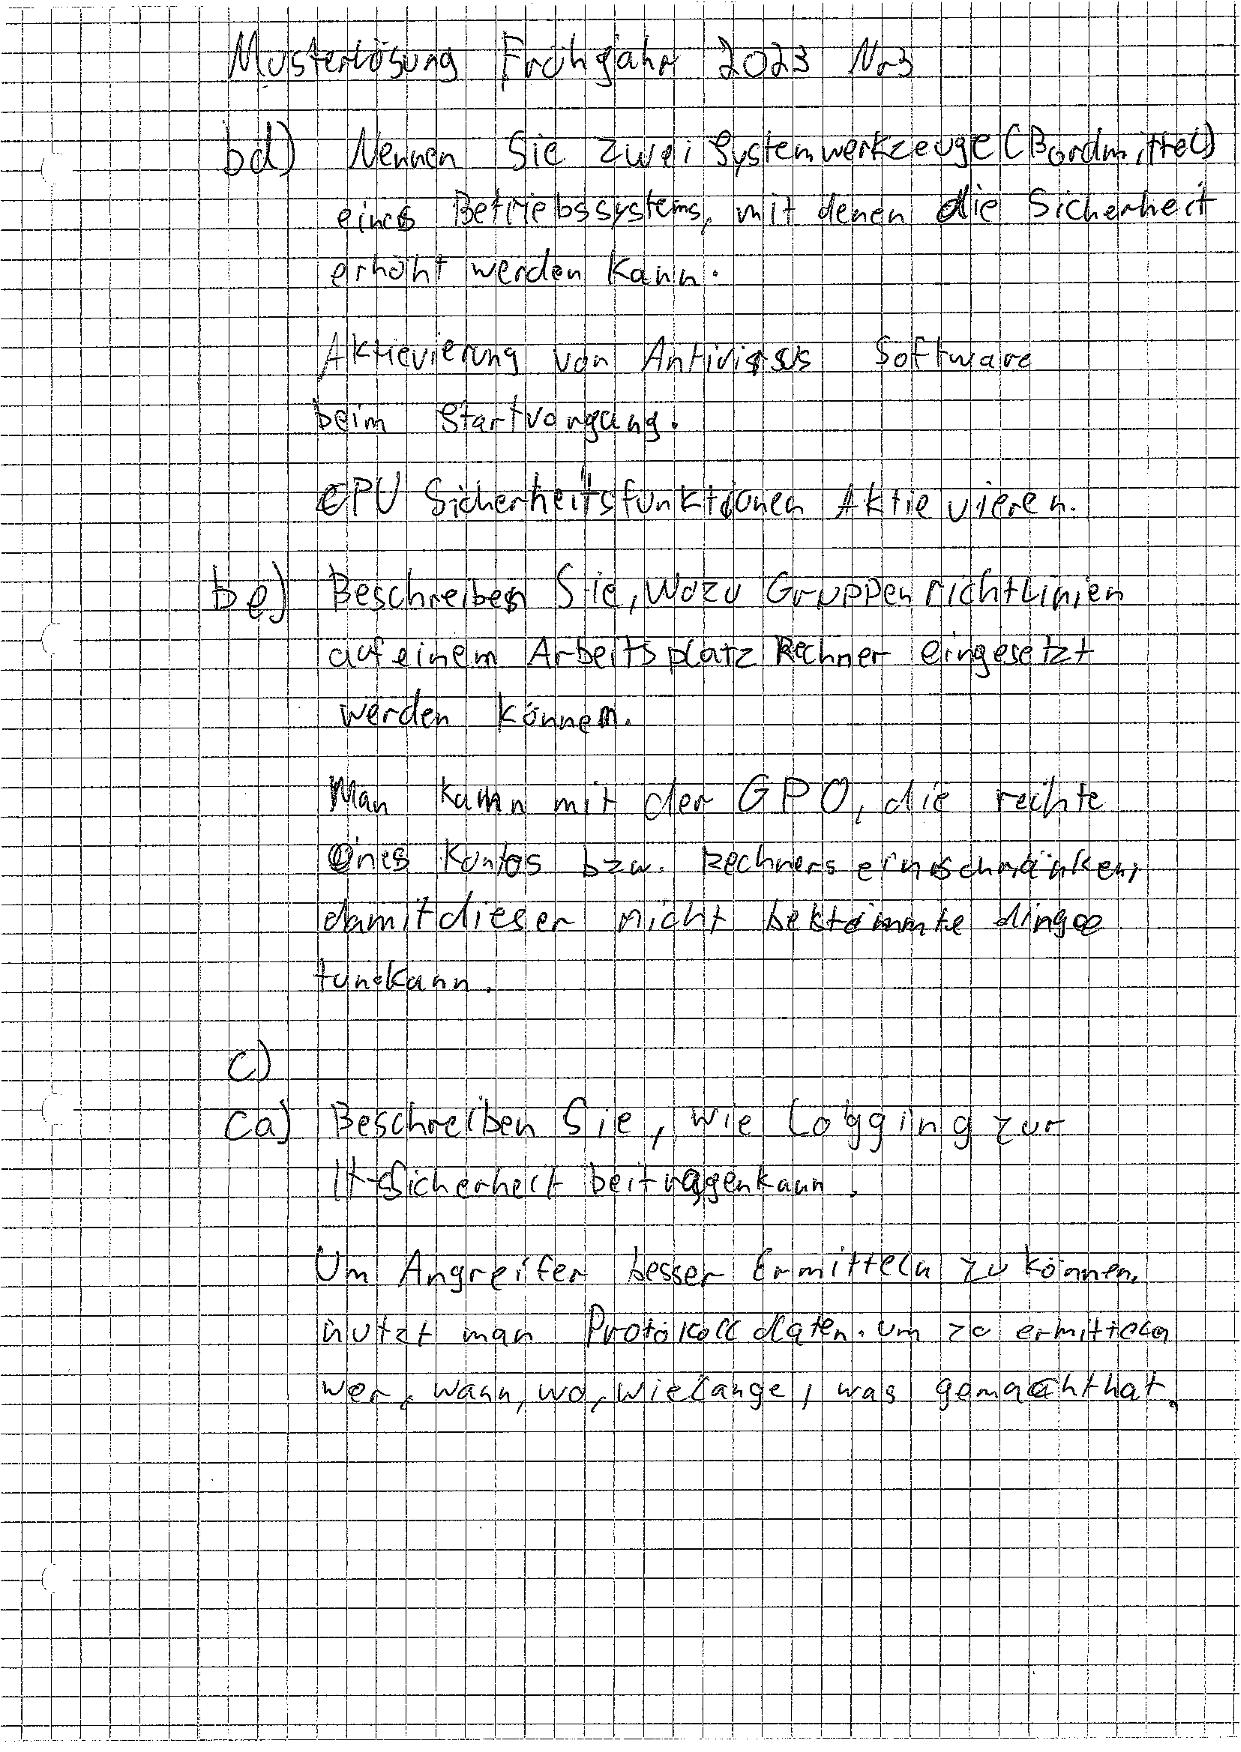 Musterlösung Frühjahr 2023 Nr3
bd) Nennen Sie zwei Systemwerkzeuge (Bordmittel)
eines Betriebssystems, mit denen die Sicherheit
erhöht werden kann.
Aktievierung von Antivirsus Software
beim Startvorgang.
CPU Sicherheitsfunktionen Aktievieren.
be) Beschreiben Sie, wozu Gruppenrichtlinien
auf einem Arbeitsplatz Rechner eingesetzt
werden können.
Man kann mit der GPO, die rechte
eines Kontos bzw. Rechners einschränken,
damit dieser nicht bestimmte dinge
tun kann.
c)
ca) Beschreiben Sie, wie Logging zur
It-Sicherheit beitragen kann.
Um Angreifer besser Ermitteln zu können,
nutzt man Protokoll daten. um zu ermitteln
wer, wann, wo, wie lange, was gemacht hat.